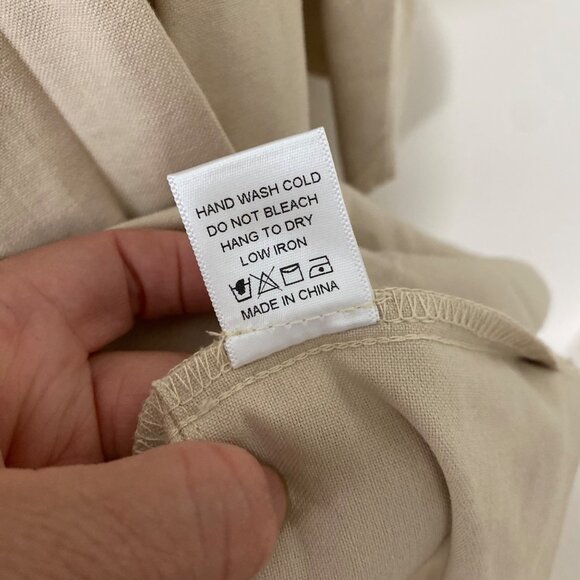 HAND WASH COLD
DO NOT BLEACH
HANG TO DRY
LOW IRON
MADE IN CHINA